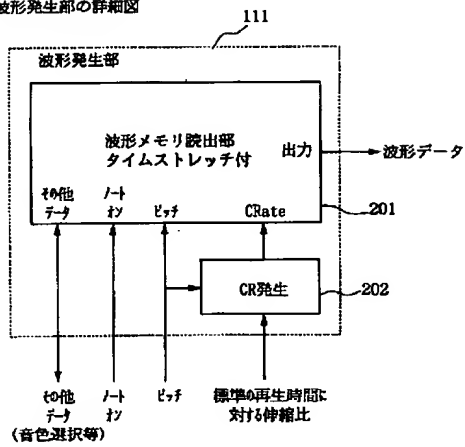 波形発生部の詳細図
111
波形発生部
波形メモリ読出部
タイムストレッチ付
出力
波形データ
その他
データ
ノート
オン
ピッチ
CRate
201
CR発生
202
その他
データ
(音色選択等)
ノート
オン
ピッチ
標準の再生時間に
対する伸縮比